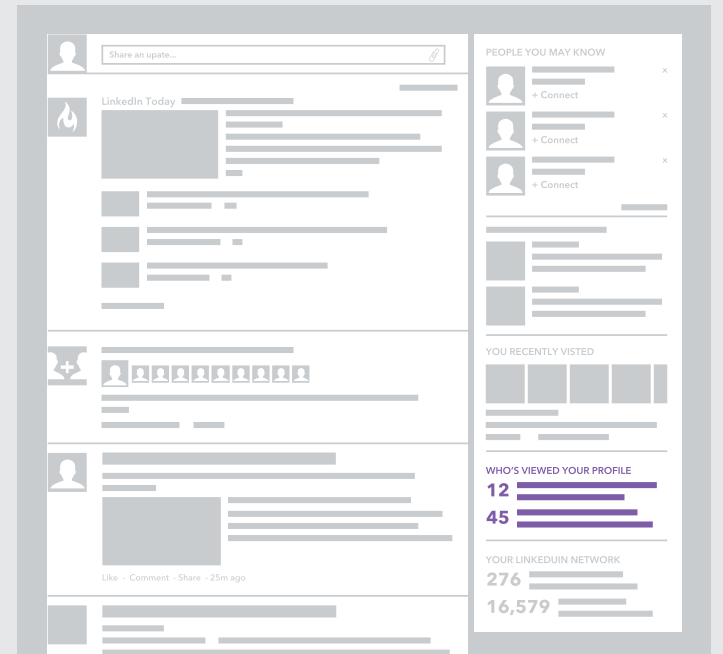 Share an upate...
LinkedIn Today
Like - Comment - Share - 25m ago
PEOPLE YOU MAY KNOW
x
+ Connect
x
+ Connect
x
+ Connect
YOU RECENTLY VISTED
WHO'S VIEWED YOUR PROFILE
12
45
YOUR LINKEDUIN NETWORK
276
16,579